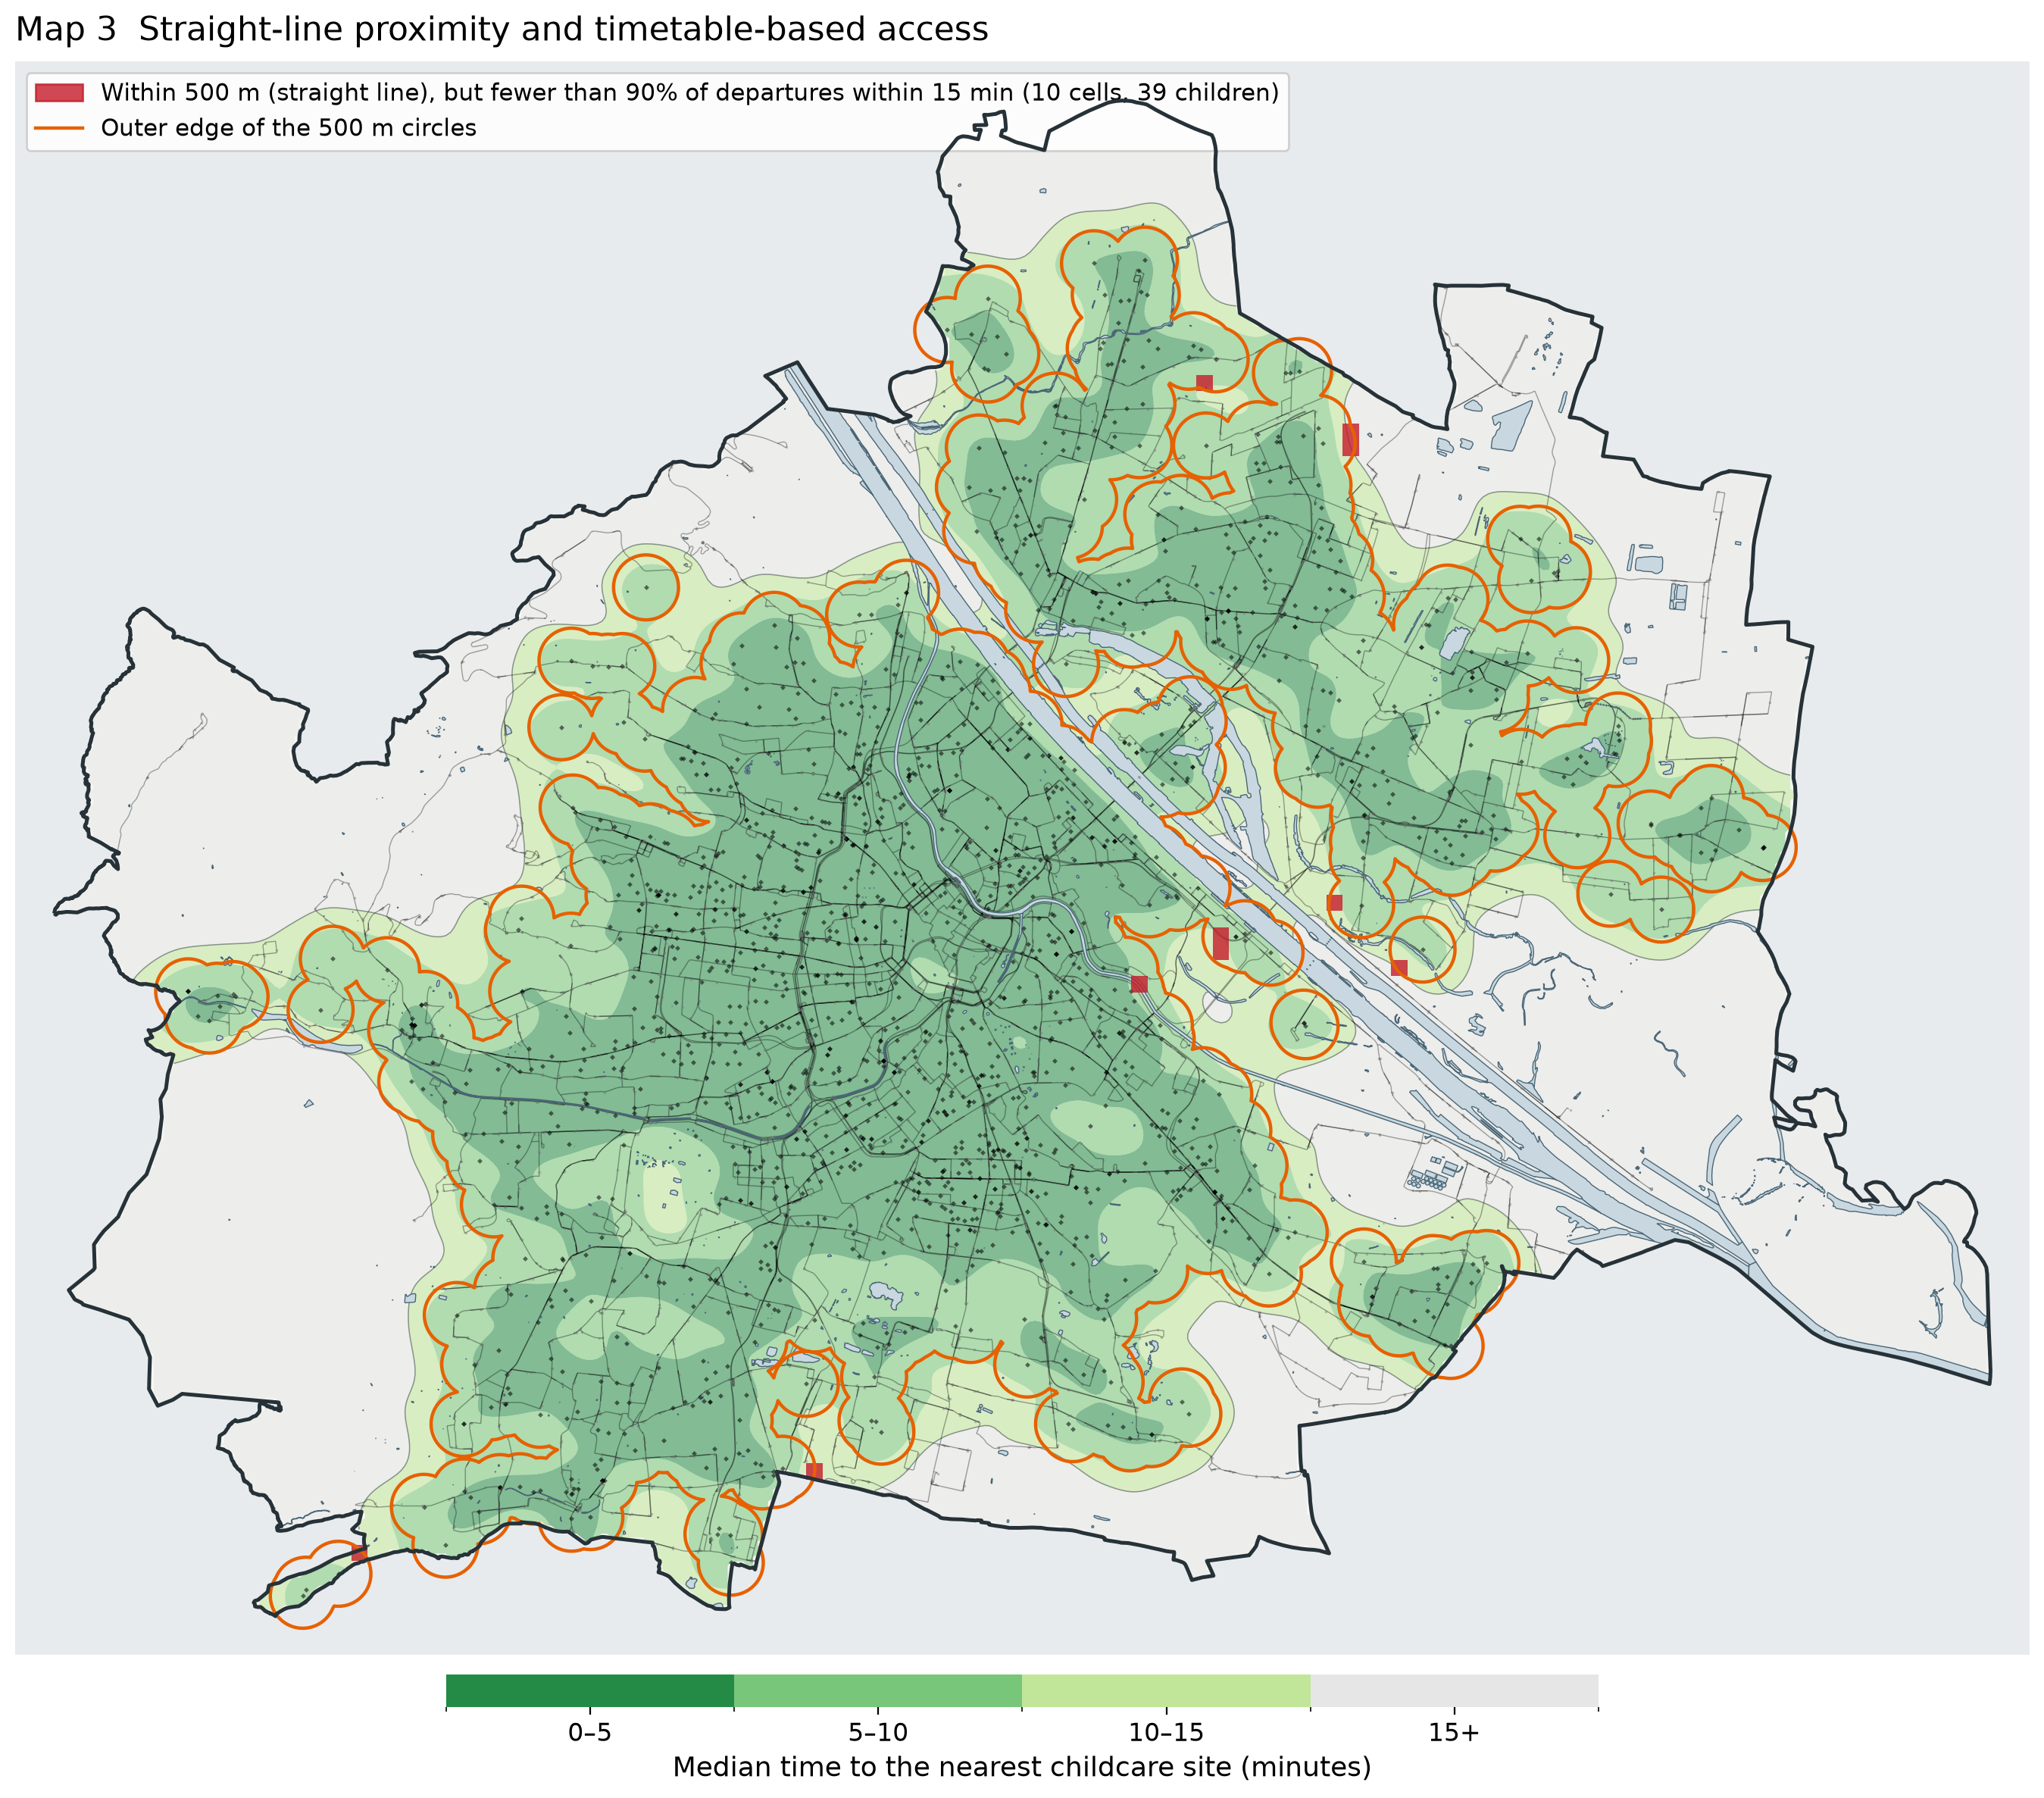 Map 3  Straight-line proximity and timetable-based access
Within 500 m (straight line), but fewer than 90% of departures within 15 min (10 cells, 39 children)
Outer edge of the 500 m circles
0–5
5–10
10–15
15+
Median time to the nearest childcare site (minutes)